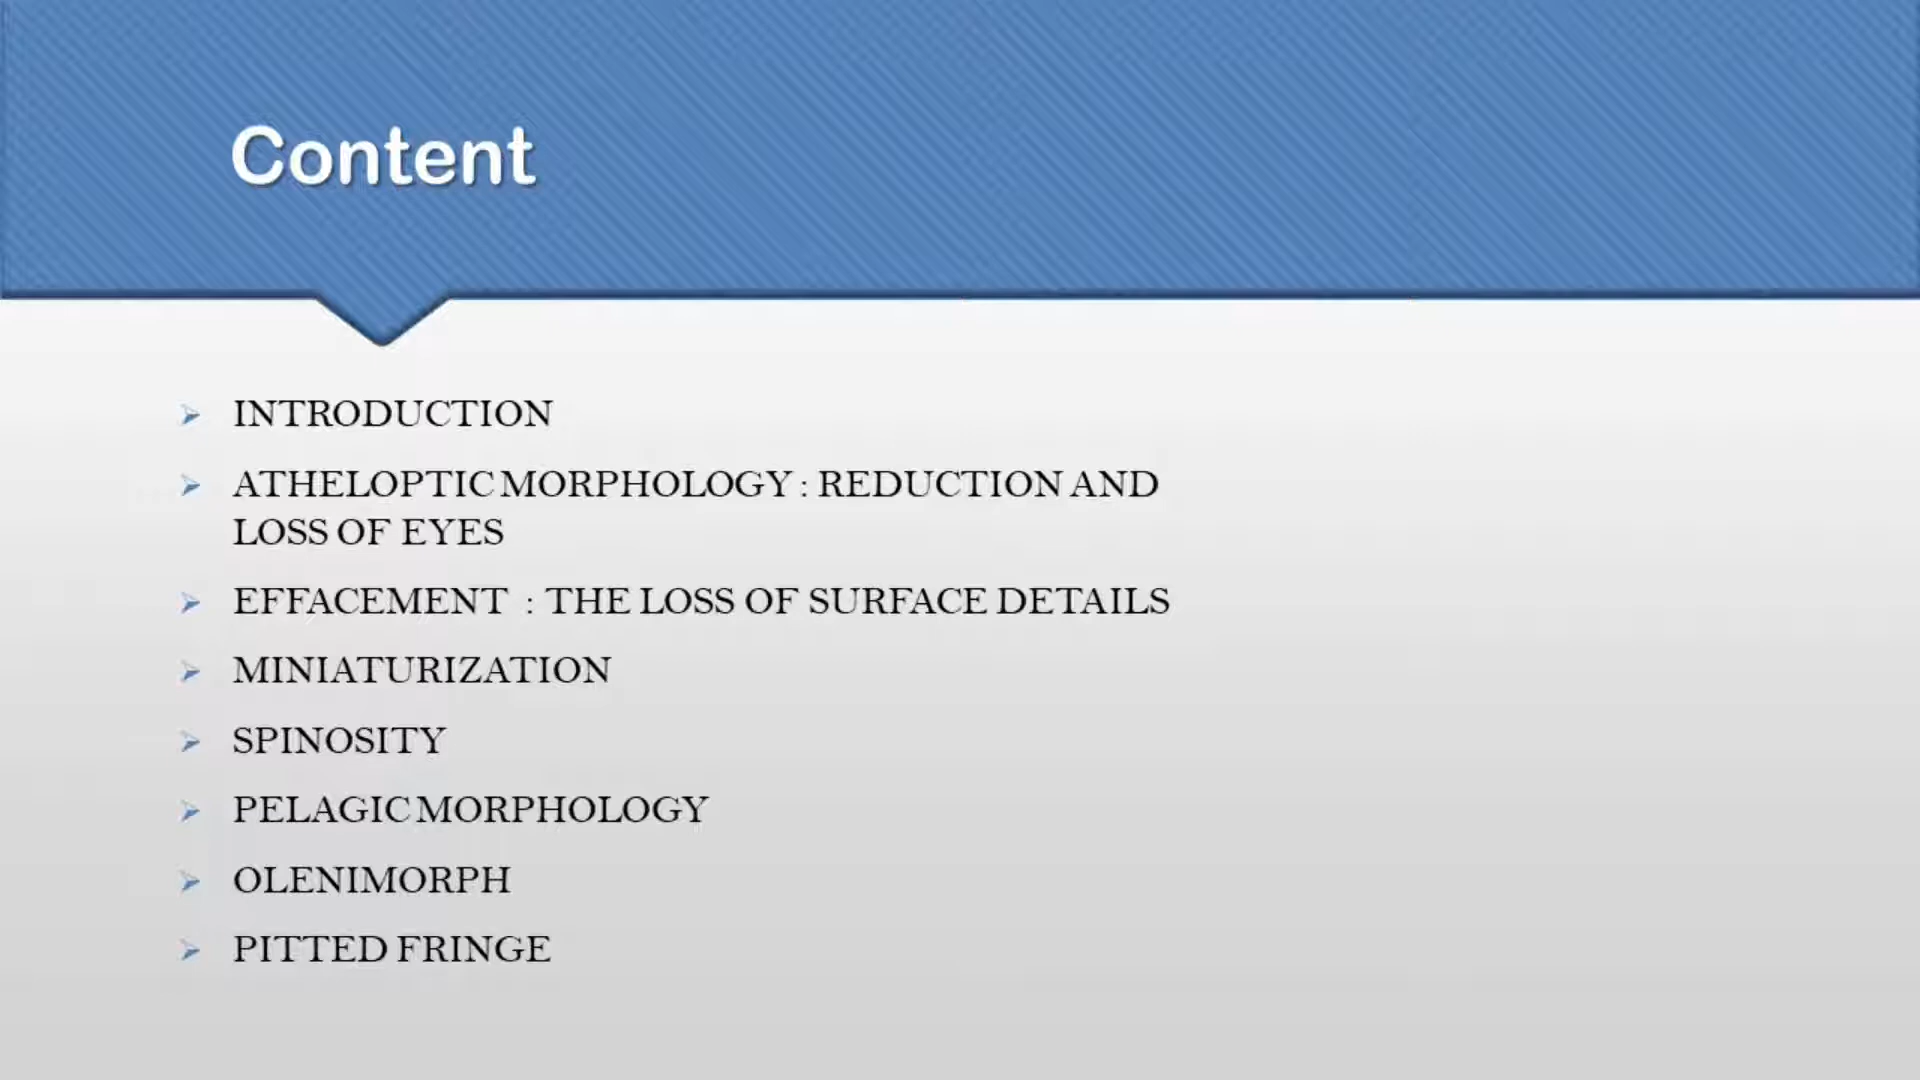 Content
INTRODUCTION
ATHELOPTIC MORPHOLOGY : REDUCTION AND
LOSS OF EYES
EFFACEMENT : THE LOSS OF SURFACE DETAILS
MINIATURIZATION
SPINOSITY
PELAGIC MORPHOLOGY
OLENIMORPH
PITTED FRINGE